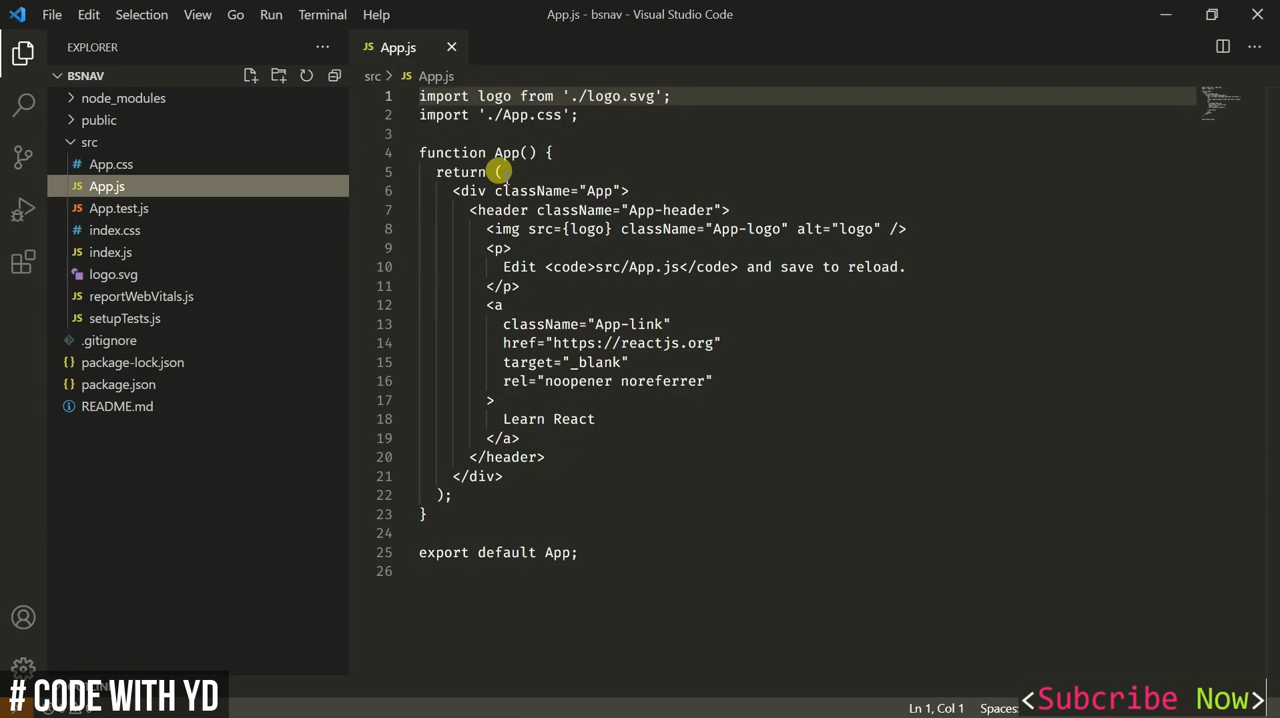 File Edit Selection View Go Run Terminal Help
App.js - bsnav - Visual Studio Code
EXPLORER
BSNAV
node_modules
public
src
# App.css
JS App.js
JS App.test.js
# index.css
JS index.js
logo.svg
JS reportWebVitals.js
JS setupTests.js
.gitignore
{} package-lock.json
{} package.json
README.md
JS App.js
src > JS App.js
1 import logo from './logo.svg';
2 import './App.css';
3
4 function App() {
5 return (
6 <div className="App">
7 <header className="App-header">
8 <img src={logo} className="App-logo" alt="logo" />
9 <p>
10 Edit <code>src/App.js</code> and save to reload.
11 </p>
12 <a
13 className="App-link"
14 href="https://reactjs.org"
15 target="_blank"
16 rel="noopener noreferrer"
17 >
18 Learn React
19 </a>
20 </header>
21 </div>
22 );
23 }
24
25 export default App;
26
# CODE WITH YD
Ln 1, Col 1 Spaces:
<Subcribe Now>